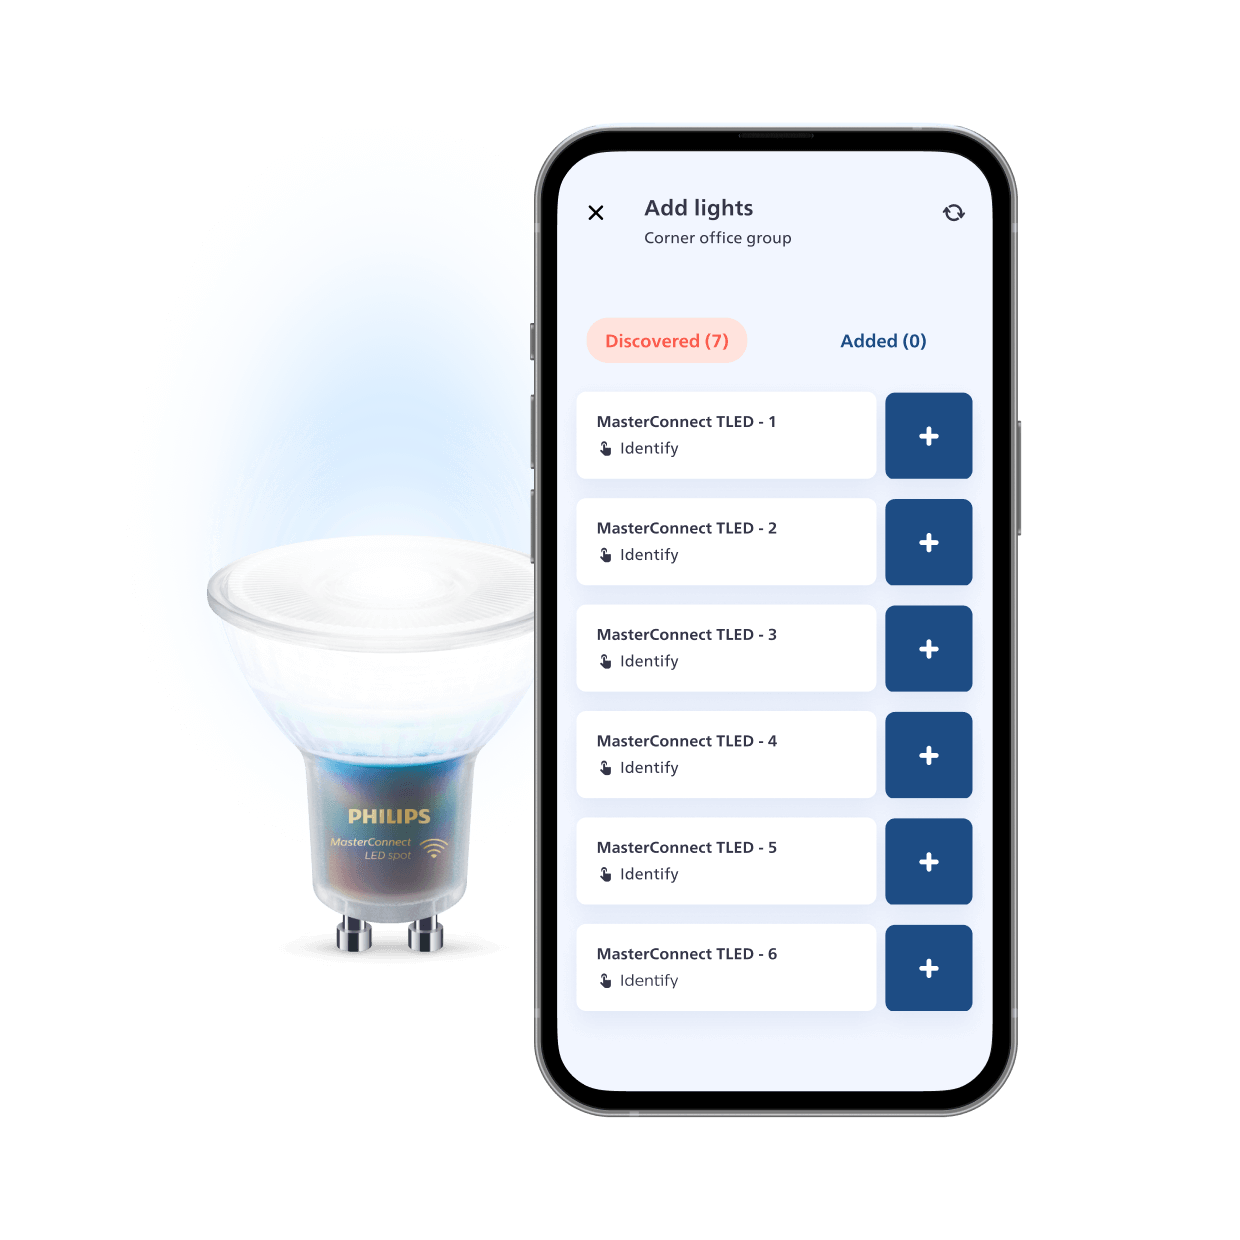 Add lights
Corner office group
Discovered (7)
Added (0)
MasterConnect TLED - 1
Identify
MasterConnect TLED - 2
Identify
MasterConnect TLED - 3
Identify
MasterConnect TLED - 4
Identify
MasterConnect TLED - 5
Identify
MasterConnect TLED - 6
Identify
PHILIPS
MasterConnect
LED spot